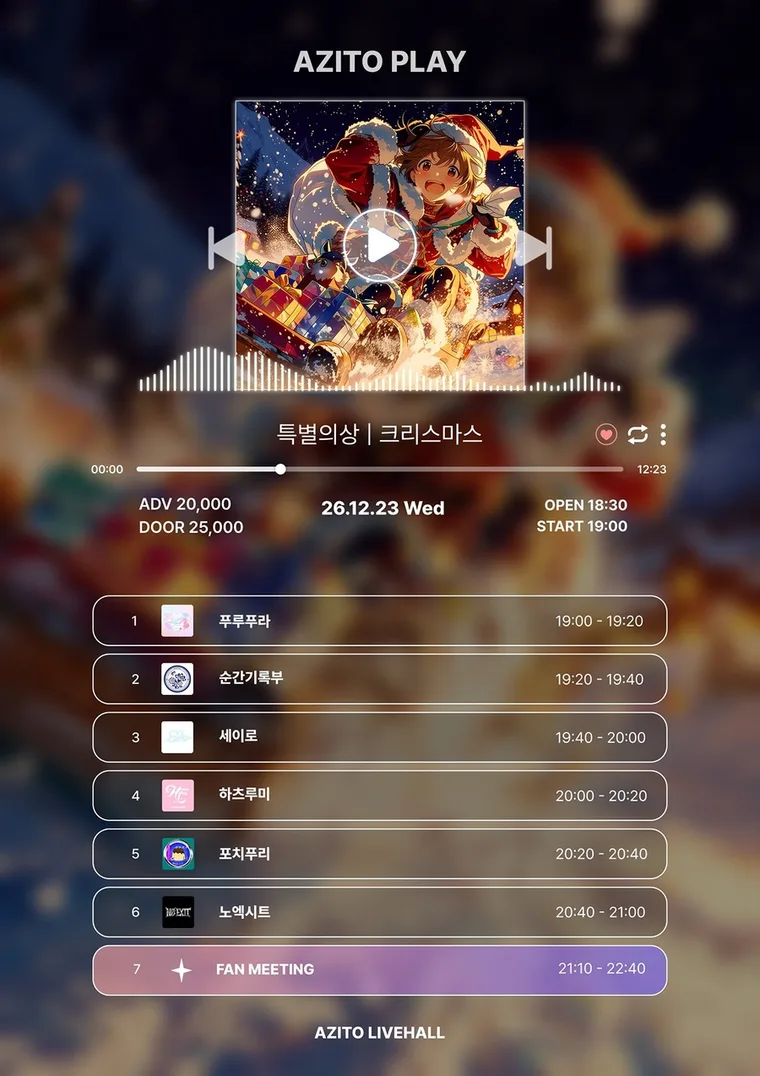 AZITO PLAY
특별의상 | 크리스마스
00:00
12:23
ADV 20,000
DOOR 25,000
26.12.23 Wed
OPEN 18:30
START 19:00
1 푸루푸라 19:00 - 19:20
2 순간기록부 19:20 - 19:40
3 세이로 19:40 - 20:00
4 하츠루미 20:00 - 20:20
5 포치푸리 20:20 - 20:40
6 NO EXIT 노엑시트 20:40 - 21:00
7 FAN MEETING 21:10 - 22:40
AZITO LIVEHALL